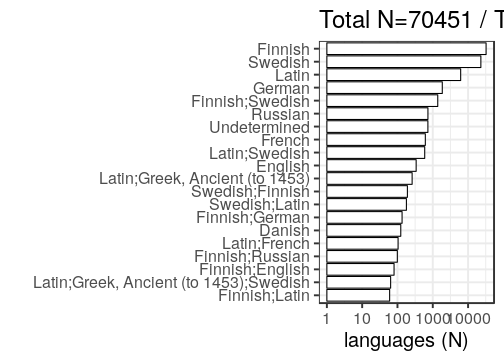 Total N=70451 / T
Finnish
Swedish
Latin
German
Finnish;Swedish
Russian
Undetermined
French
Latin;Swedish
English
Latin;Greek, Ancient (to 1453)
Swedish;Finnish
Swedish;Latin
Finnish;German
Danish
Latin;French
Finnish;Russian
Finnish;English
Latin;Greek, Ancient (to 1453);Swedish
Finnish;Latin
1 10 100 1000 10000
languages (N)